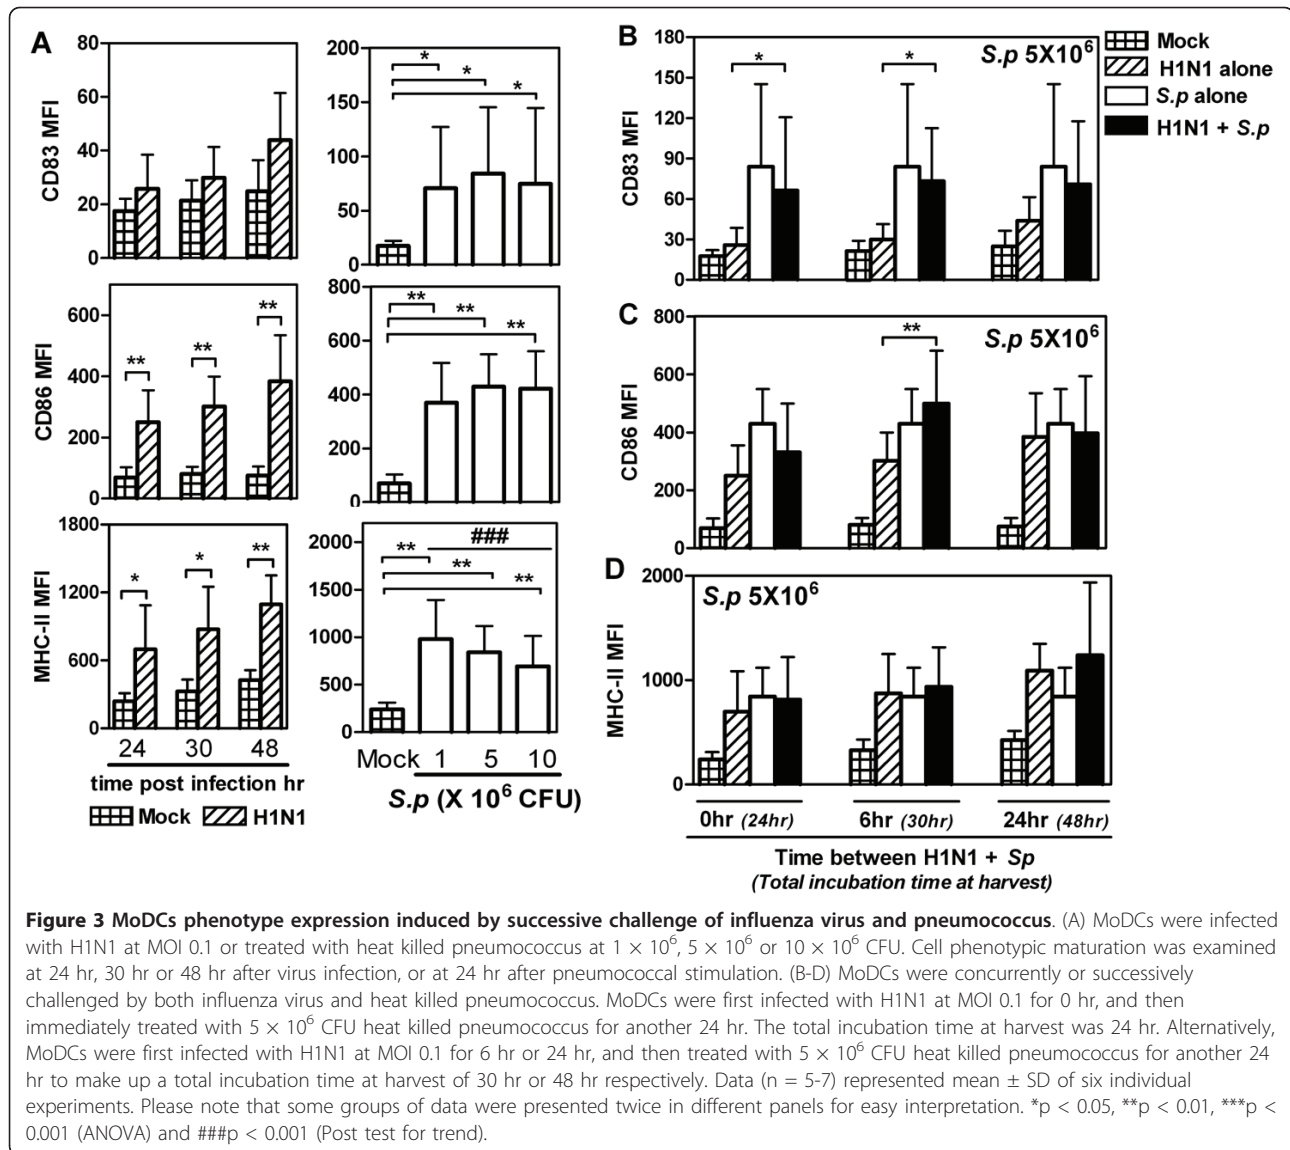 A
80
60
40
20
0
CD83 MFI
200
150
100
50
0
*
*
*
600
400
200
0
CD86 MFI
**
**
**
800
600
400
200
0
**
**
**
1800
1200
600
0
MHC-II MFI
*
*
**
24 30 48
time post infection hr
Mock H1N1
2000
1500
1000
500
0
###
**
**
**
Mock 1 5 10
S.p (X 10⁶ CFU)
B
180
150
120
90
60
30
0
CD83 MFI
*
*
S.p 5X10⁶
Mock
H1N1 alone
S.p alone
H1N1 + S.p
C
800
600
400
200
0
CD86 MFI
**
S.p 5X10⁶
D
2000
1000
0
MHC-II MFI
S.p 5X10⁶
0hr (24hr) 6hr (30hr) 24hr (48hr)
Time between H1N1 + Sp
(Total incubation time at harvest)
Figure 3 MoDCs phenotype expression induced by successive challenge of influenza virus and pneumococcus. (A) MoDCs were infected
with H1N1 at MOI 0.1 or treated with heat killed pneumococcus at 1 × 10⁶, 5 × 10⁶ or 10 × 10⁶ CFU. Cell phenotypic maturation was examined
at 24 hr, 30 hr or 48 hr after virus infection, or at 24 hr after pneumococcal stimulation. (B-D) MoDCs were concurrently or successively
challenged by both influenza virus and heat killed pneumococcus. MoDCs were first infected with H1N1 at MOI 0.1 for 0 hr, and then
immediately treated with 5 × 10⁶ CFU heat killed pneumococcus for another 24 hr. The total incubation time at harvest was 24 hr. Alternatively,
MoDCs were first infected with H1N1 at MOI 0.1 for 6 hr or 24 hr, and then treated with 5 × 10⁶ CFU heat killed pneumococcus for another 24
hr to make up a total incubation time at harvest of 30 hr or 48 hr respectively. Data (n = 5-7) represented mean ± SD of six individual
experiments. Please note that some groups of data were presented twice in different panels for easy interpretation. *p < 0.05, **p < 0.01, ***p <
0.001 (ANOVA) and ###p < 0.001 (Post test for trend).